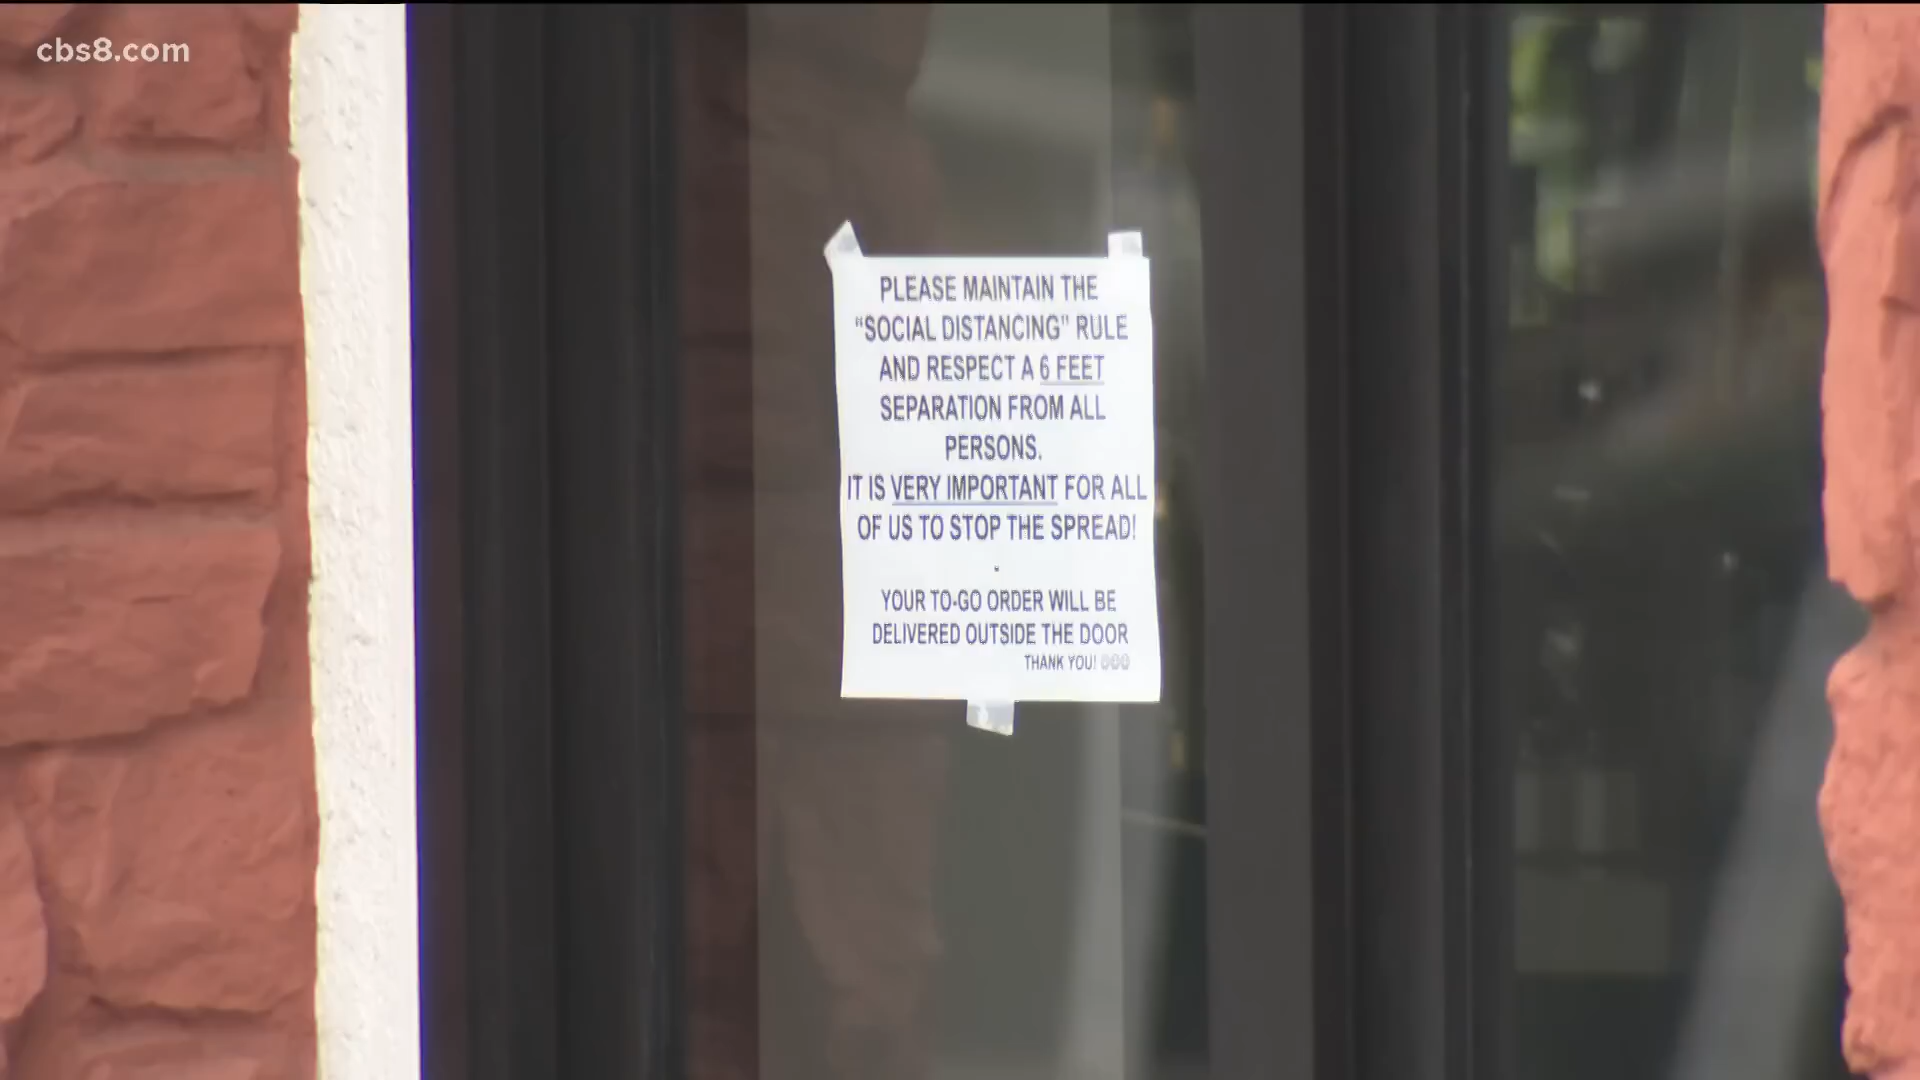 cbs8.com
PLEASE MAINTAIN THE
“SOCIAL DISTANCING” RULE
AND RESPECT A 6 FEET
SEPARATION FROM ALL
PERSONS.
IT IS VERY IMPORTANT FOR ALL
OF US TO STOP THE SPREAD!
.
YOUR TO-GO ORDER WILL BE
DELIVERED OUTSIDE THE DOOR
THANK YOU!